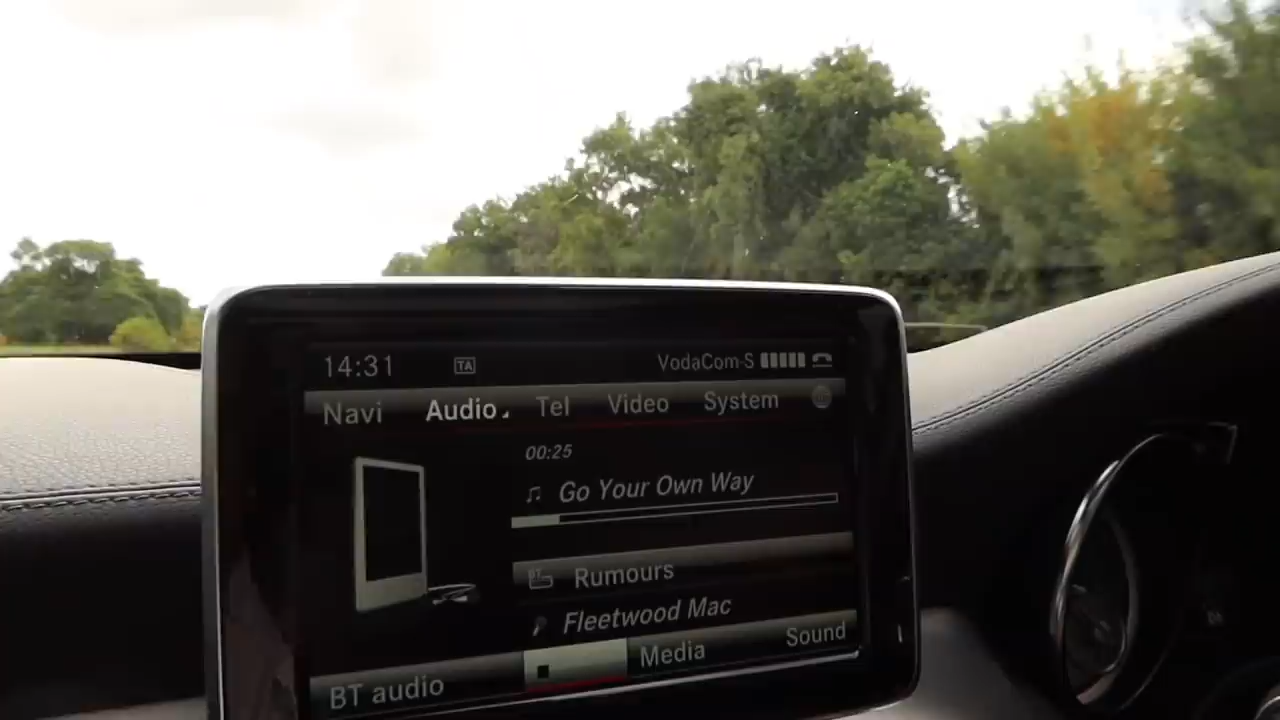 14:31 TA VodaCom-S
Navi Audio Tel Video System
00:25
Go Your Own Way
BT Rumours
Fleetwood Mac
BT audio Media Sound